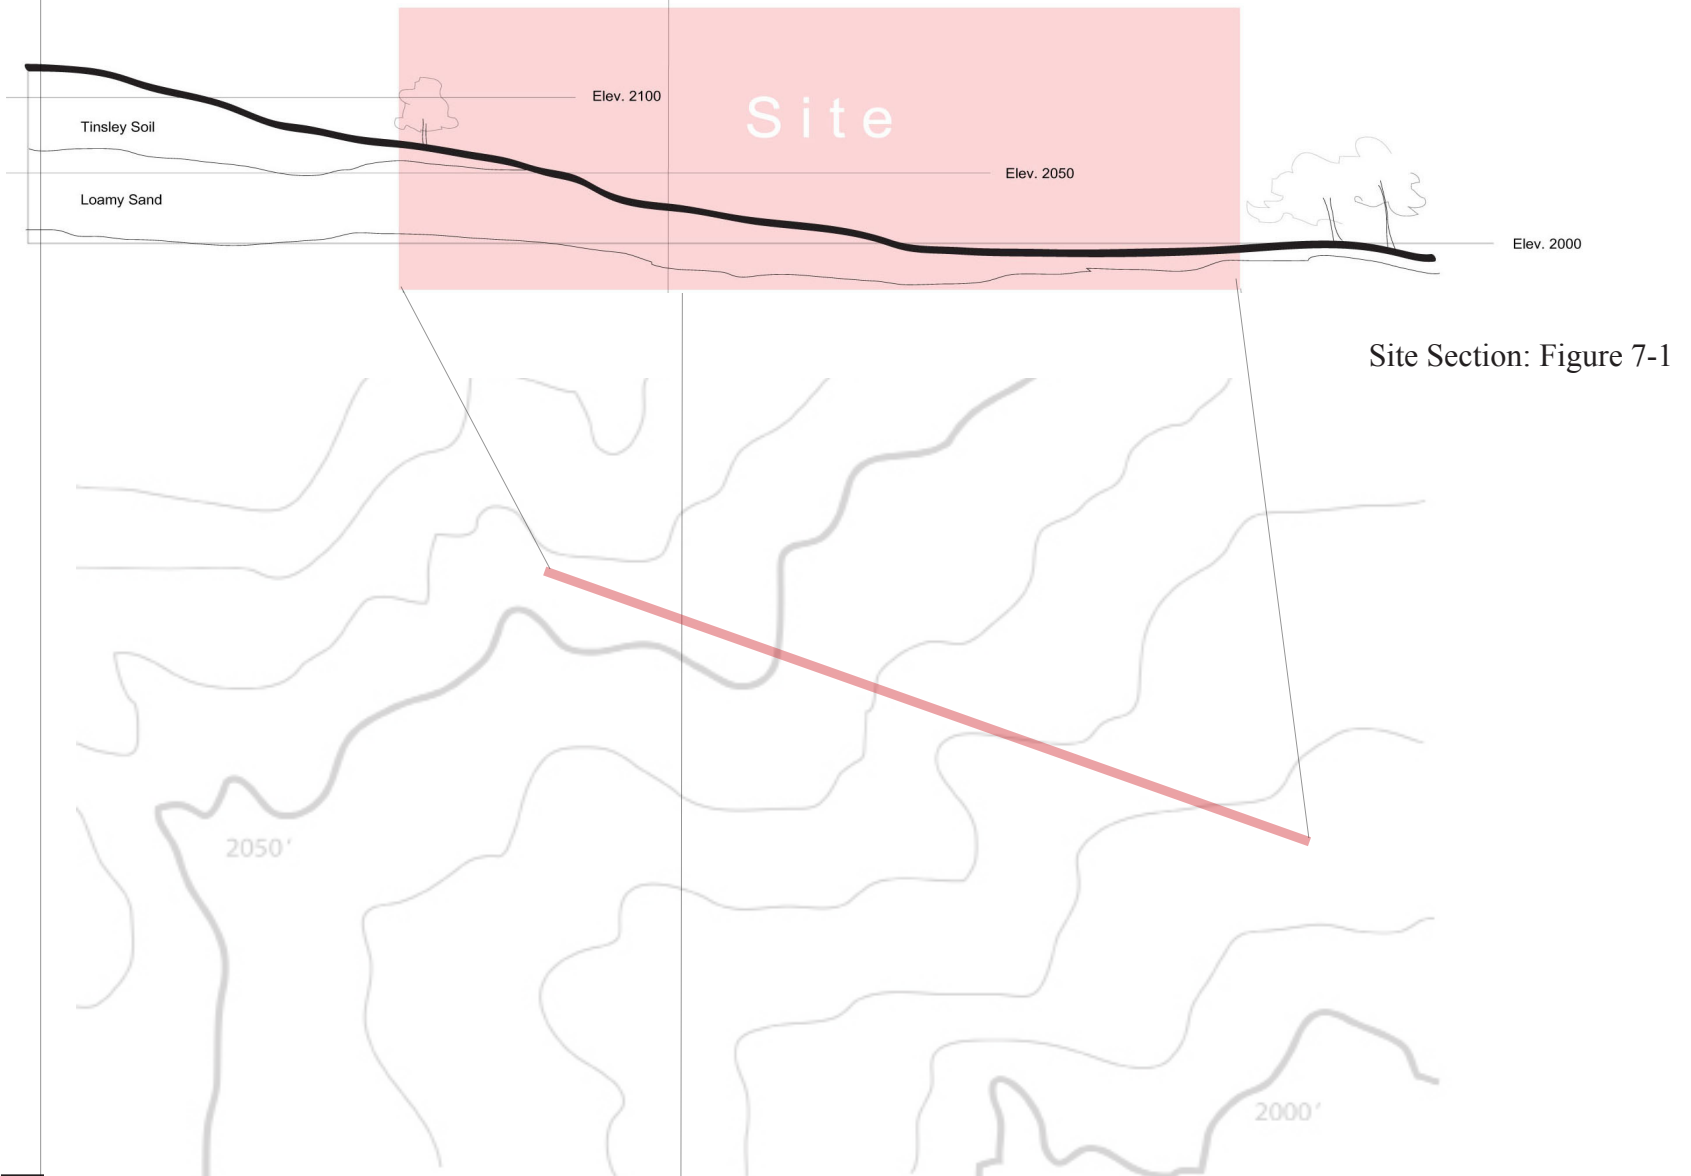 Elev. 2100
Site
Tinsley Soil
Elev. 2050
Loamy Sand
Elev. 2000
Site Section: Figure 7-1
2050′
2000′